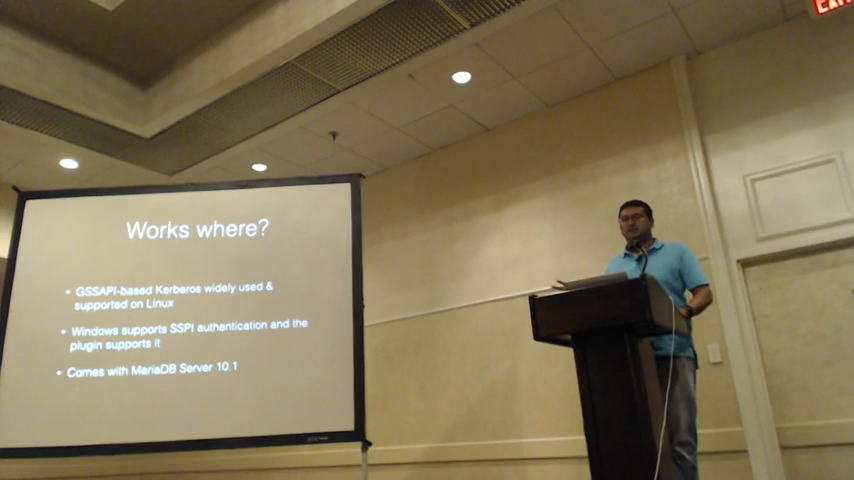 EXIT
Works where?
• GSSAPI-based Kerberos widely used &
supported on Linux
• Windows supports SSPI authentication and the
plugin supports it
• Comes with MariaDB Server 10.1